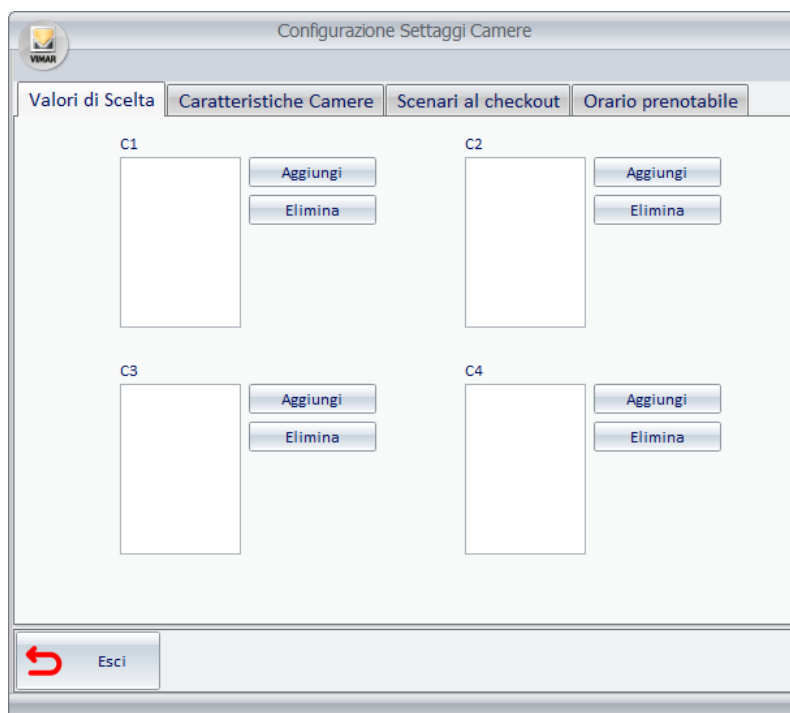 Configurazione Settaggi Camere
VIMAR
Valori di Scelta Caratteristiche Camere Scenari al checkout Orario prenotabile
C1 C2
Aggiungi Aggiungi
Elimina Elimina
C3 C4
Aggiungi Aggiungi
Elimina Elimina
Esci